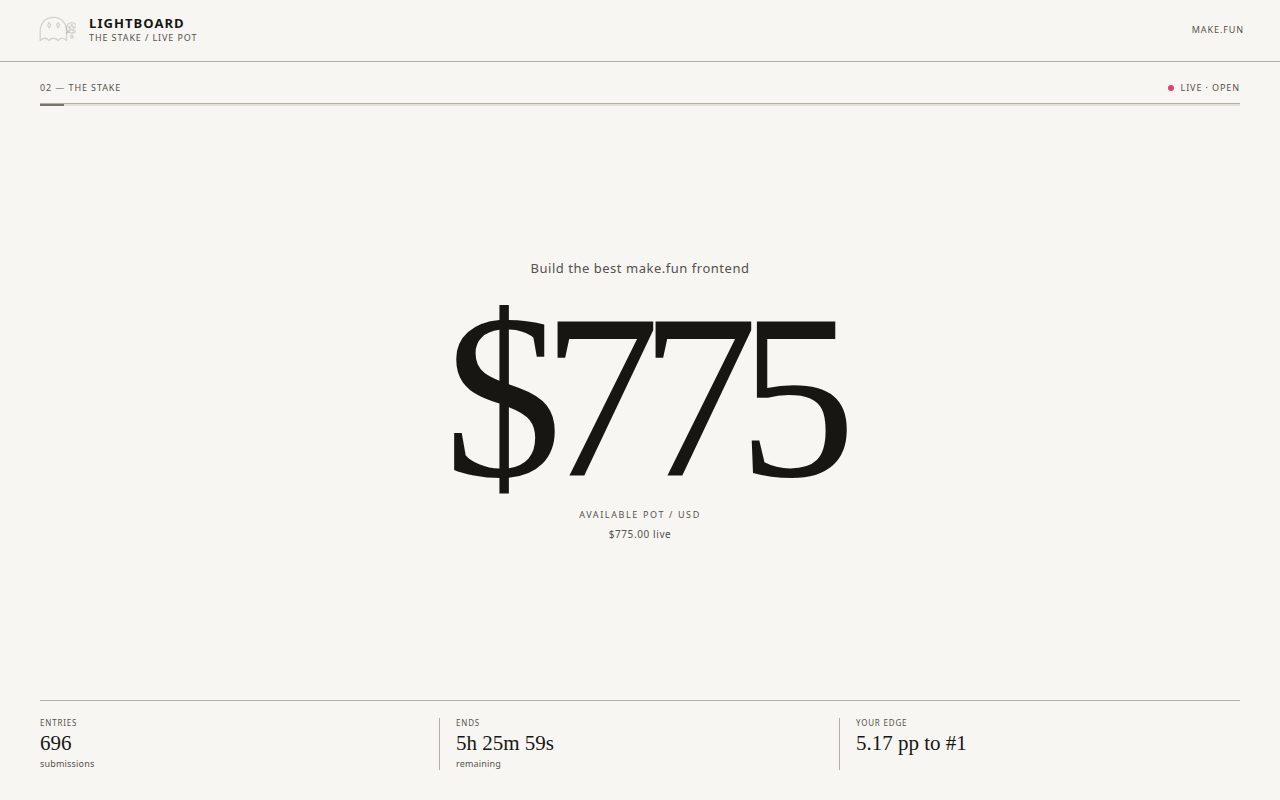 LIGHTBOARD
THE STAKE / LIVE POT
MAKE.FUN
02 — THE STAKE
LIVE · OPEN
Build the best make.fun frontend
$775
AVAILABLE POT / USD
$775.00 live
ENTRIES
696
submissions
ENDS
5h 25m 59s
remaining
YOUR EDGE
5.17 pp to #1